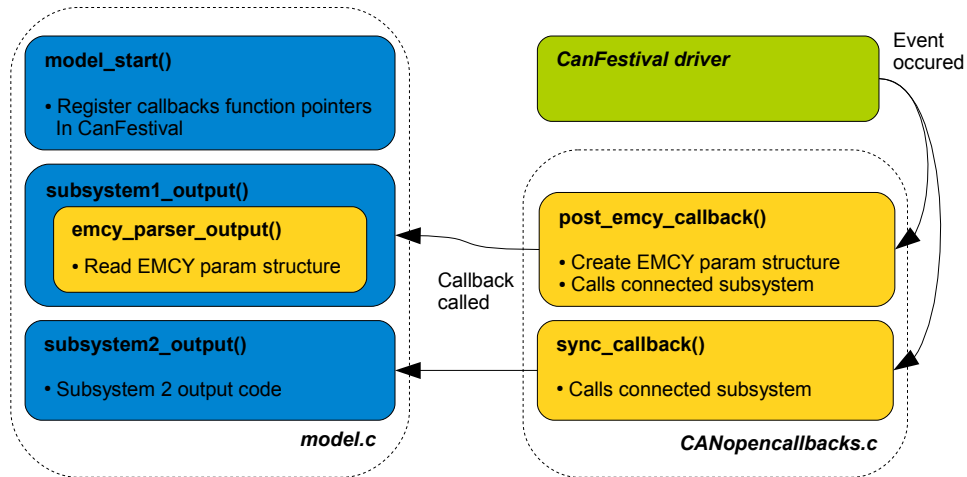 model_start()
• Register callbacks function pointers
In CanFestival
subsystem1_output()
emcy_parser_output()
• Read EMCY param structure
subsystem2_output()
• Subsystem 2 output code
model.c
Callback
called
CanFestival driver
Event
occured
post_emcy_callback()
• Create EMCY param structure
• Calls connected subsystem
sync_callback()
• Calls connected subsystem
CANopencallbacks.c